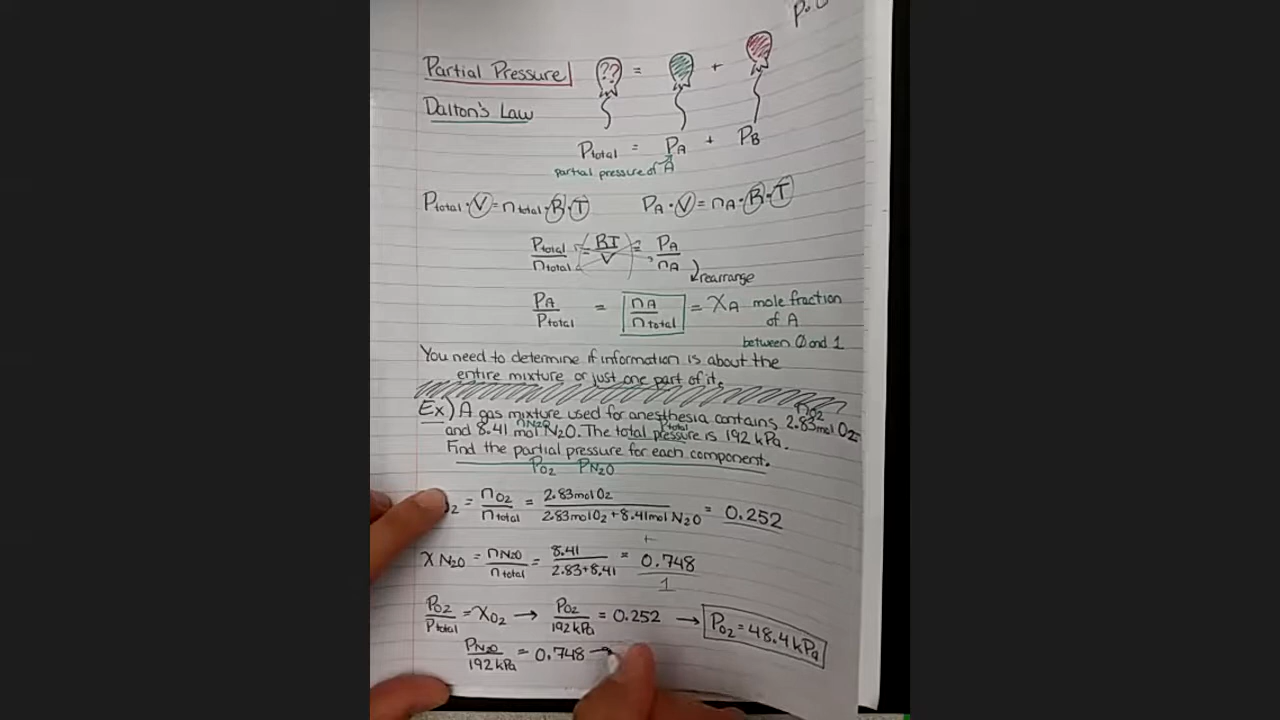 P.
Partial Pressure
?? = +
Dalton's Law
Ptotal = PA + PB
partial pressure of A
Ptotal · V = ntotal · R · T PA · V = nA · R · T
Ptotal/ntotal = (RT/V) = PA/nA
rearrange
PA/Ptotal = nA/ntotal = XA mole fraction
of A
between 0 and 1
You need to determine if information is about the
entire mixture or just one part of it.
nO2
Ex) A gas mixture used for anesthesia contains 2.83 mol O2
nN2O Ptotal
and 8.41 mol N2O. The total pressure is 192 kPa.
Find the partial pressure for each component.
PO2 PN2O
O2 = nO2/ntotal = 2.83 mol O2/2.83 mol O2 + 8.41 mol N2O = 0.252
+
XN2O = nN2O/ntotal = 8.41/2.83+8.41 = 0.748
1
PO2/Ptotal = XO2 → PO2/192 kPa = 0.252 → PO2 = 48.4 kPa
PN2O/192 kPa = 0.748 →